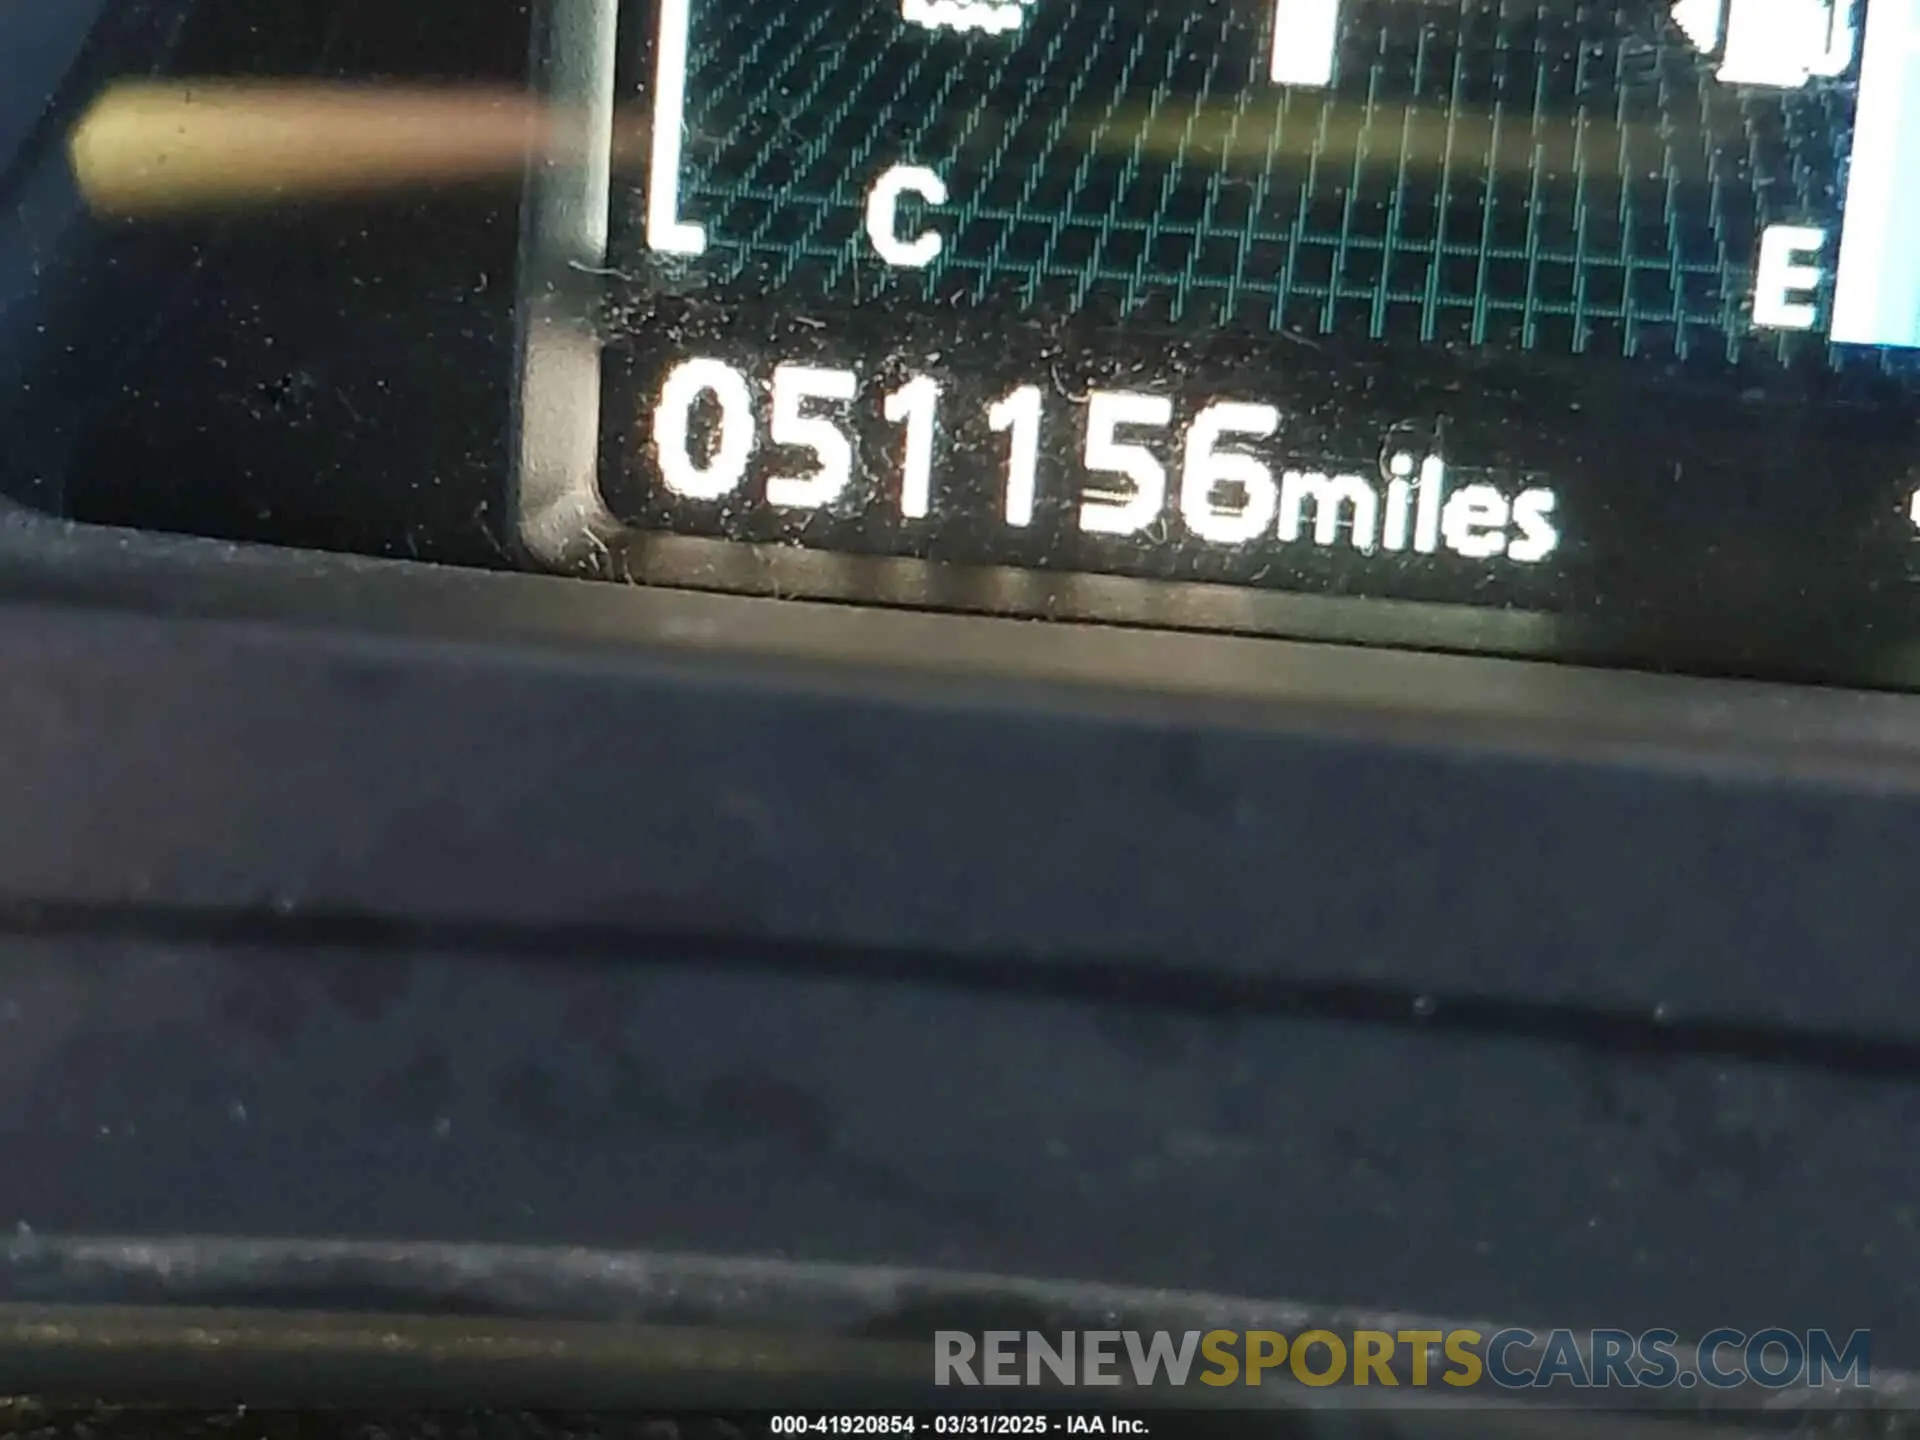 C
E
051156miles
RENEWSPORTSCARS.COM
000-41920854 - 03/31/2025 - IAA Inc.